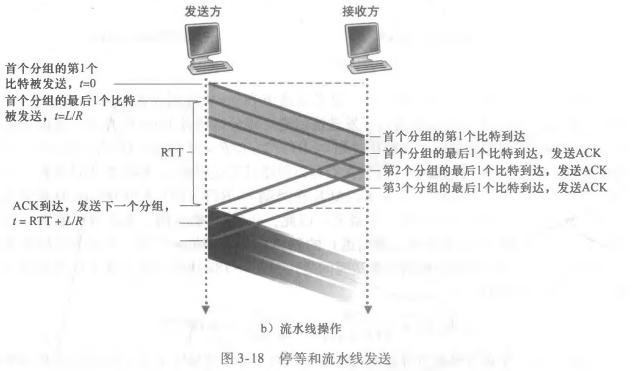 发送方
接收方
首个分组的第1个
比特被发送，t=0
首个分组的最后1个比特
被发送，t=L/R
RTT
首个分组的第1个比特到达
首个分组的最后1个比特到达，发送ACK
第2个分组的最后1个比特到达，发送ACK
第3个分组的最后1个比特到达，发送ACK
ACK到达，发送下一个分组，
t = RTT + L/R
b）流水线操作
图 3-18 停等和流水线发送